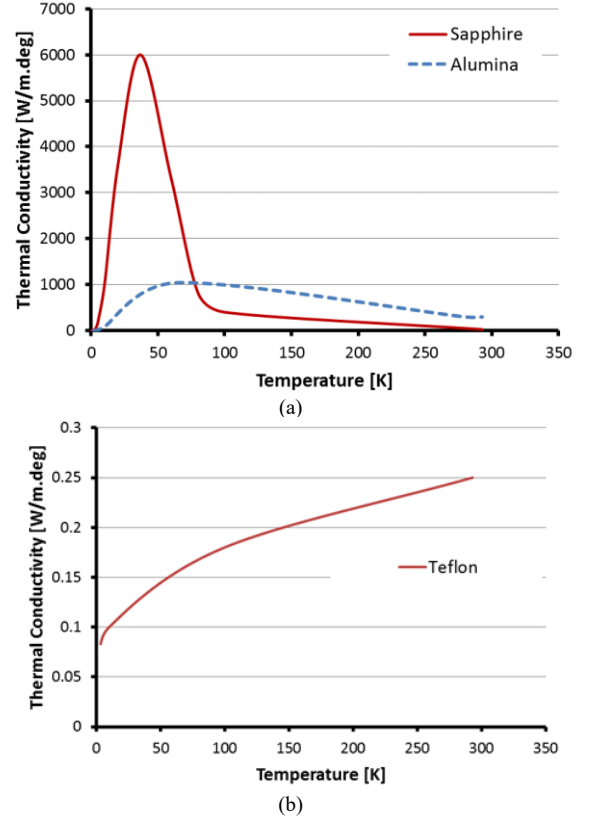 7000
6000
5000
4000
3000
2000
1000
0
Thermal Conductivity [W/m.deg]
Sapphire
Alumina
0 50 100 150 200 250 300 350
Temperature [K]
(a)
0.3
0.25
0.2
0.15
0.1
0.05
0
Thermal Conductivity [W/m.deg]
Teflon
0 50 100 150 200 250 300 350
Temperature [K]
(b)